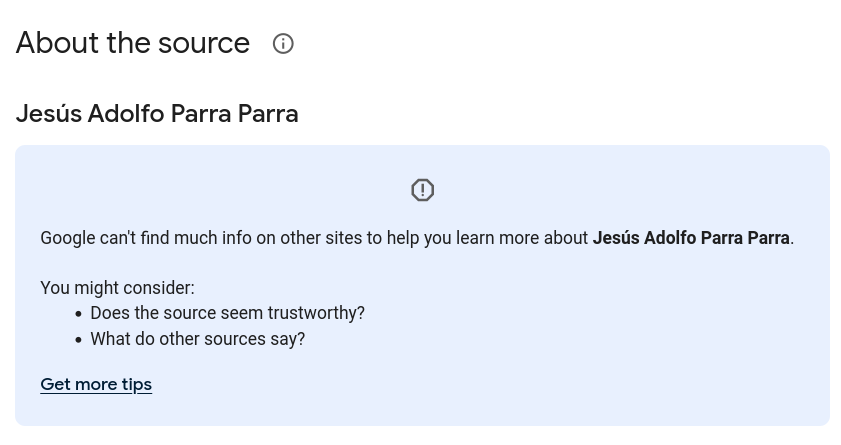 About the source
Jesús Adolfo Parra Parra
Google can't find much info on other sites to help you learn more about Jesús Adolfo Parra Parra.
You might consider:
• Does the source seem trustworthy?
• What do other sources say?
Get more tips